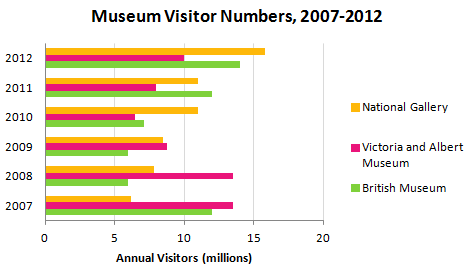 Museum Visitor Numbers, 2007-2012
2012
2011
2010
2009
2008
2007
0 5 10 15 20
Annual Visitors (millions)
National Gallery
Victoria and Albert
Museum
British Museum